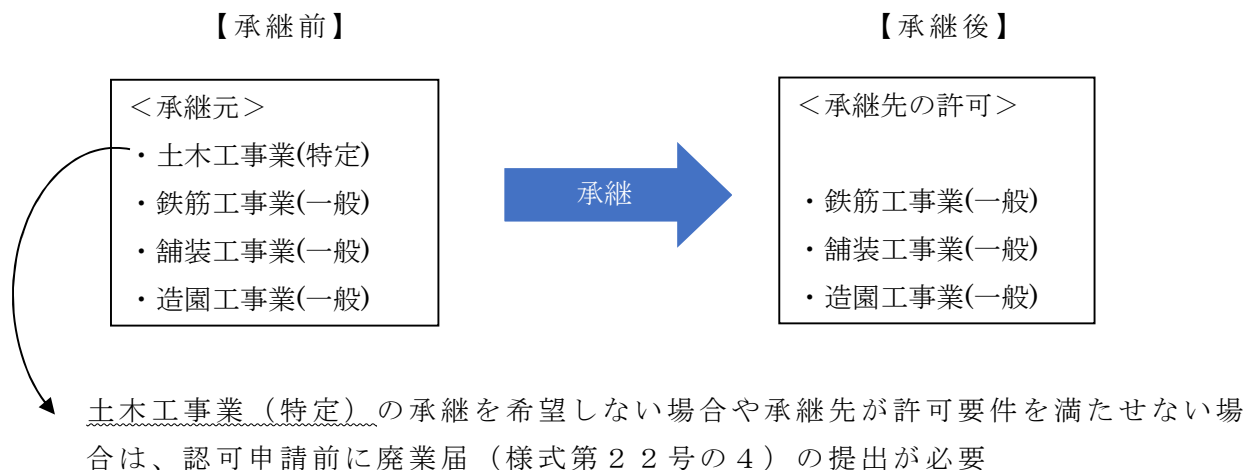 【承継前】
【承継後】
＜承継元＞
・土木工事業(特定)
・鉄筋工事業(一般)
・舗装工事業(一般)
・造園工事業(一般)
承継
＜承継先の許可＞
・鉄筋工事業(一般)
・舗装工事業(一般)
・造園工事業(一般)
土木工事業（特定）の承継を希望しない場合や承継先が許可要件を満たせない場
合は、認可申請前に廃業届（様式第２２号の４）の提出が必要